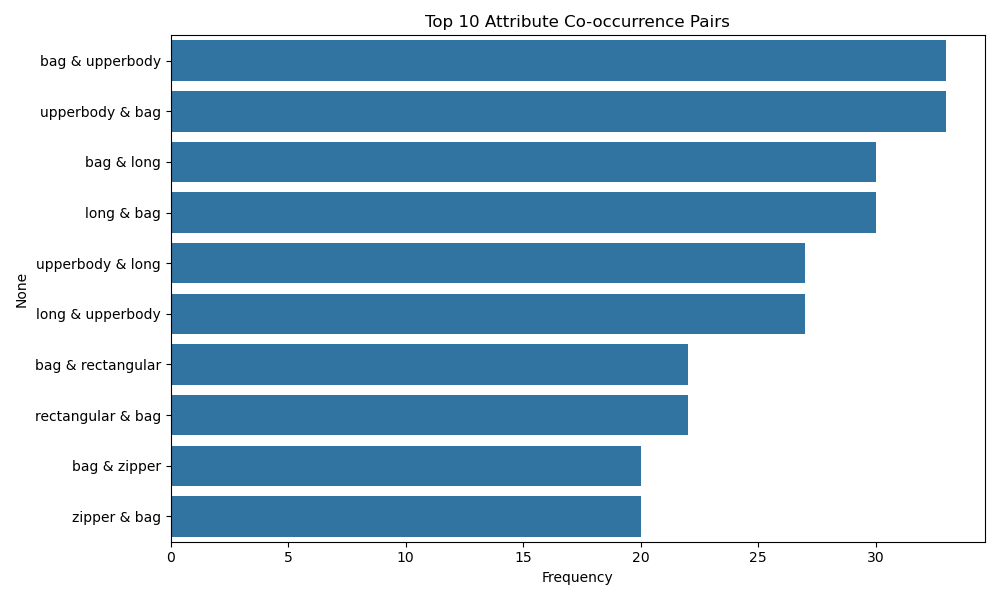 Top 10 Attribute Co-occurrence Pairs
bag & upperbody
upperbody & bag
bag & long
long & bag
upperbody & long
long & upperbody
bag & rectangular
rectangular & bag
bag & zipper
zipper & bag
None
0 5 10 15 20 25 30
Frequency